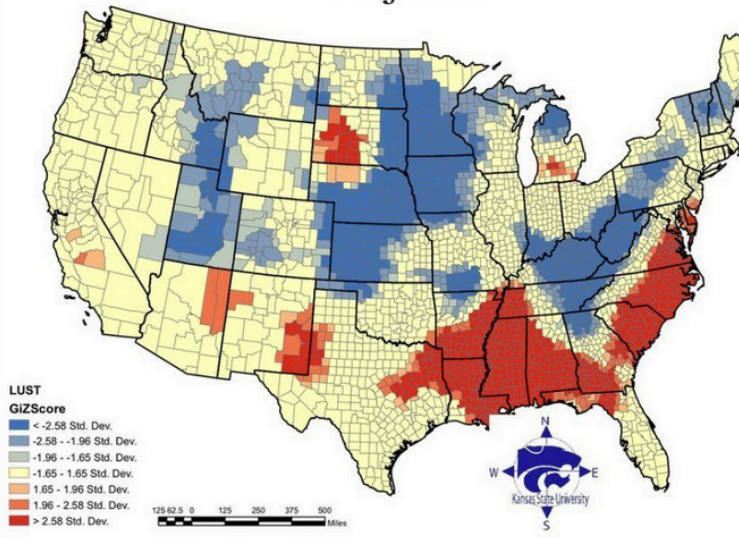 LUST
GiZScore
< -2.58 Std. Dev.
-2.58 - -1.96 Std. Dev.
-1.96 - -1.65 Std. Dev.
-1.65 - 1.65 Std. Dev.
1.65 - 1.96 Std. Dev.
1.96 - 2.58 Std. Dev.
> 2.58 Std. Dev.
125 62.5 0 125 250 375 500
Miles
N
W E
Kansas State University
S